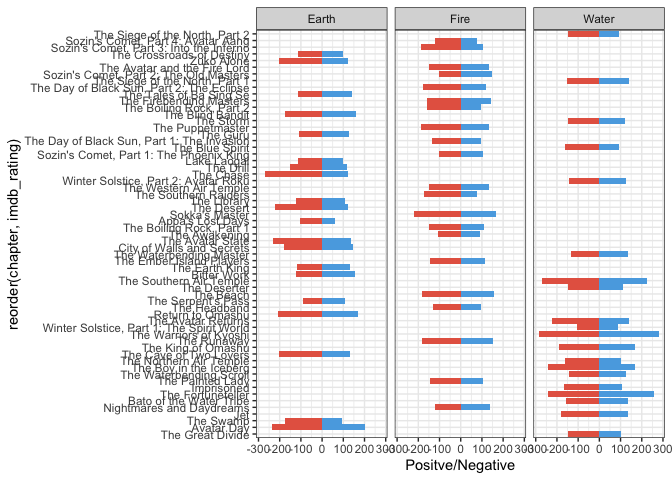 Earth
Fire
Water
The Siege of the North, Part 2
Sozin's Comet, Part 4: Avatar Aang
Sozin's Comet, Part 3: Into the Inferno
The Crossroads of Destiny
Zuko Alone
The Avatar and the Fire Lord
Sozin's Comet, Part 2: The Old Masters
The Siege of the North, Part 1
The Day of Black Sun, Part 2: The Eclipse
The Tales of Ba Sing Se
The Firebending Masters
The Boiling Rock, Part 2
The Blind Bandit
The Storm
The Puppetmaster
The Guru
The Day of Black Sun, Part 1: The Invasion
The Blue Spirit
Sozin's Comet, Part 1: The Phoenix King
Lake Laogai
The Drill
The Chase
Winter Solstice, Part 2: Avatar Roku
The Western Air Temple
The Southern Raiders
The Library
The Desert
Sokka's Master
Appa's Lost Days
The Boiling Rock, Part 1
The Awakening
The Avatar State
City of Walls and Secrets
The Waterbending Master
The Ember Island Players
The Earth King
Bitter Work
The Southern Air Temple
The Deserter
The Beach
The Serpent's Pass
The Headband
Return to Omashu
The Avatar Returns
Winter Solstice, Part 1: The Spirit World
The Warriors of Kyoshi
The Runaway
The King of Omashu
The Cave of Two Lovers
The Northern Air Temple
The Boy in the Iceberg
The Waterbending Scroll
The Painted Lady
Imprisoned
The Fortuneteller
Bato of the Water Tribe
Nightmares and Daydreams
Jet
The Swamp
Avatar Day
The Great Divide
reorder(chapter, imdb_rating)
-300 -200 -100 0 100 200 300 -300 -200 -100 0 100 200 300 -300 -200 -100 0 100 200 300
Positve/Negative